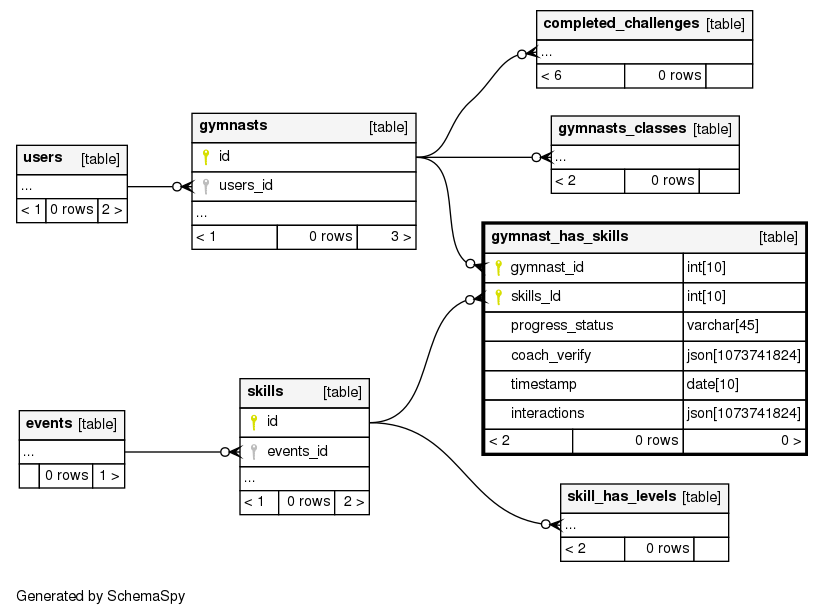 completed_challenges [table]
...
< 6 0 rows
gymnasts [table]
id
users_id
...
< 1 0 rows 3 >
gymnasts_classes [table]
...
< 2 0 rows
users [table]
...
< 1 0 rows 2 >
gymnast_has_skills [table]
gymnast_id int[10]
skills_Id int[10]
progress_status varchar[45]
coach_verify json[1073741824]
timestamp date[10]
interactions json[1073741824]
< 2 0 rows 0 >
skills [table]
id
events_id
...
< 1 0 rows 2 >
events [table]
...
0 rows 1 >
skill_has_levels [table]
...
< 2 0 rows
Generated by SchemaSpy